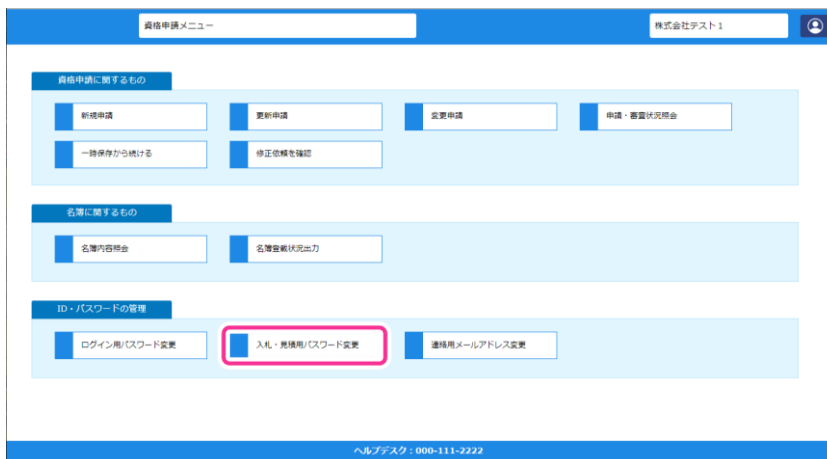 資格申請メニュー
株式会社テスト1
資格申請に関するもの
新規申請
更新申請
変更申請
申請・審査状況照会
一時保存から続ける
修正依頼を確認
名簿に関するもの
名簿内容照会
名簿登載状況出力
ID・パスワードの管理
ログイン用パスワード変更
入札・見積用パスワード変更
連絡用メールアドレス変更
ヘルプデスク：000-111-2222